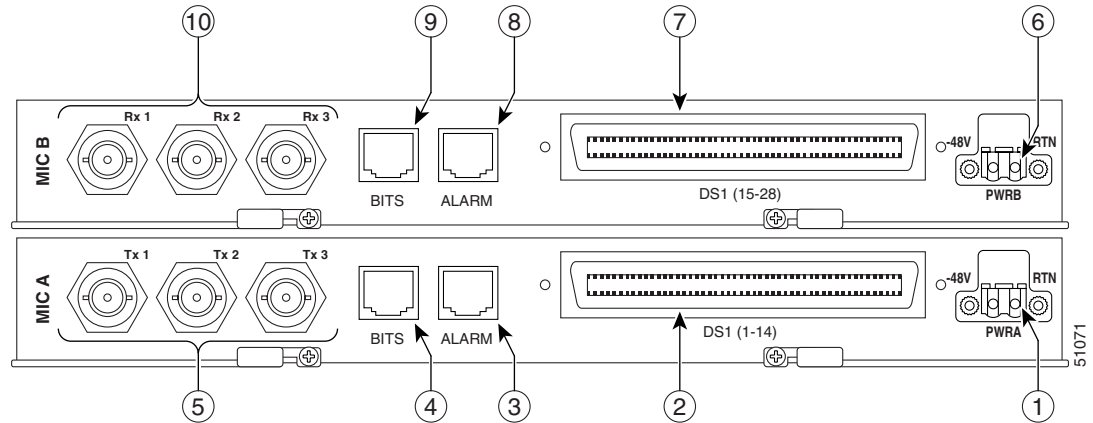 10
9
8
7
6
MIC B
Rx 1
Rx 2
Rx 3
BITS
ALARM
DS1 (15-28)
-48V
RTN
PWRB
MIC A
Tx 1
Tx 2
Tx 3
BITS
ALARM
DS1 (1-14)
-48V
RTN
PWRA
5
4
3
2
1
51071